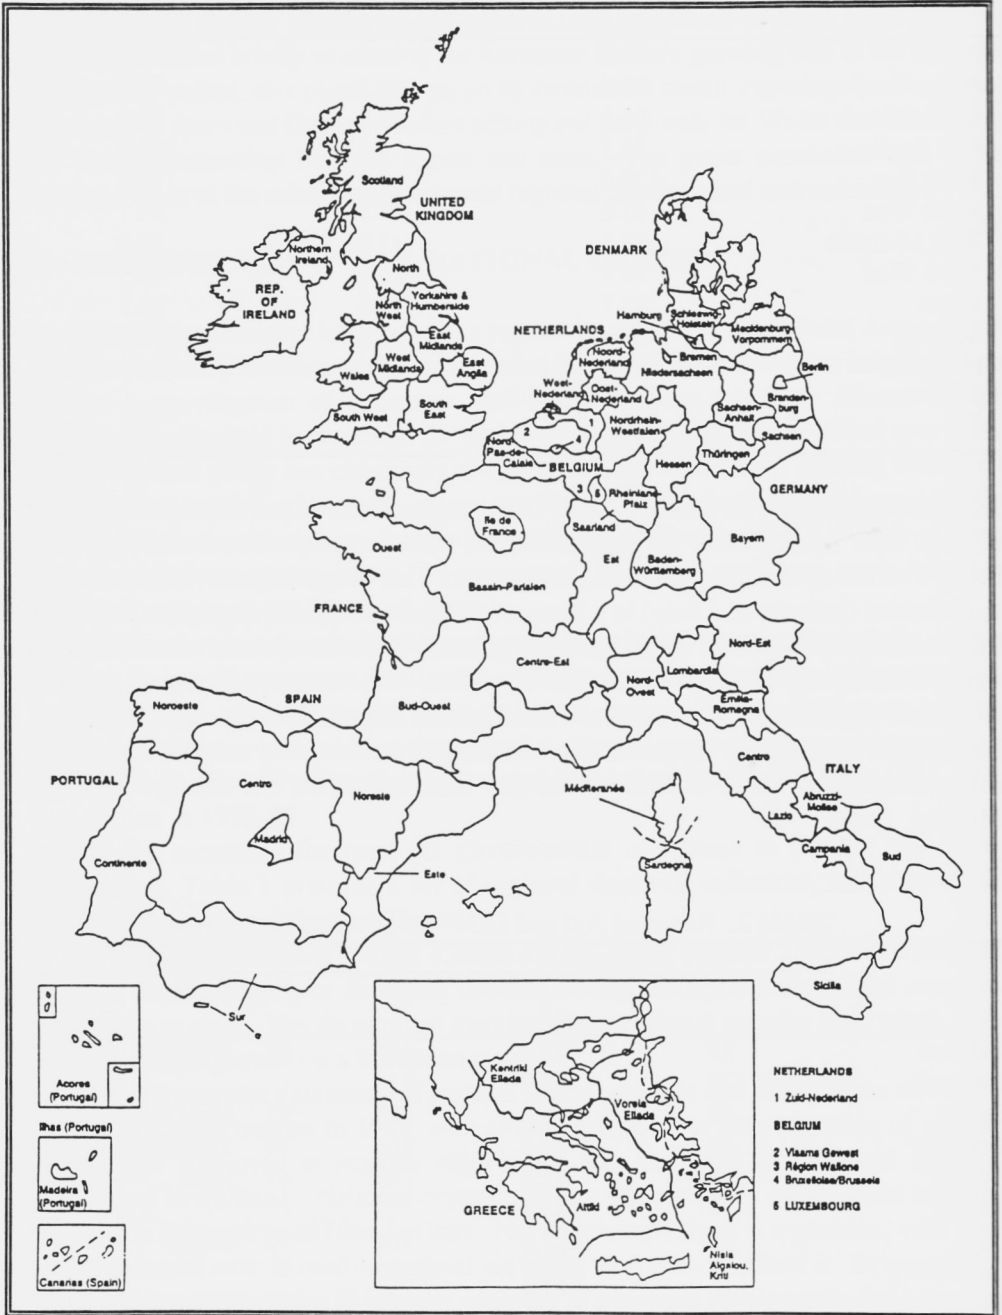 Scotland
UNITED
KINGDOM
Northern
Ireland
North
REP.
OF
IRELAND
North
West
Yorkshire &
Humberside
East
Midlands
West
Midlands
East
Anglia
Wales
South
East
South West
DENMARK
Hamburg
Schleswig-
Holstein
Mecklenburg-
Vorpommern
NETHERLANDS
Noord-
Nederland
Bremen
Niedersachsen
Berlin
West-
Nederland
Oost-
Nederland
Branden-
burg
Sachsen-
Anhalt
1
Nordrhein-
Westfalen
2
4
Sachsen
Nord
Pas-de-
Calais
BELGIUM
Hessen
Thüringen
GERMANY
3
5
Rheinland-
Pfalz
Ile de
France
Saarland
Ouest
Est
Bayern
Baden-
Württemberg
Bassin-Parisien
FRANCE
Nord-Est
Centre-Est
Lombardia
Nord-
Ovest
Emilia-
Romagna
SPAIN
Noroeste
Sud-Ouest
PORTUGAL
Centro
Centro
ITALY
Noreste
Méditeranée
Abruzzi-
Molise
Lazio
Madrid
Campania
Sud
Continente
Este
Sardegna
Sicilia
Sur
Acores
(Portugal)
Ilhas (Portugal)
Madeira
(Portugal)
Canarias (Spain)
Kentriki
Ellada
Voreia
Ellada
GREECE
Attiki
Nisia
Aigaiou,
Kriti
NETHERLANDS
1 Zuid-Nederland
BELGIUM
2 Vlaams Gewest
3 Région Wallone
4 Bruxelloise/Brussels
5 LUXEMBOURG